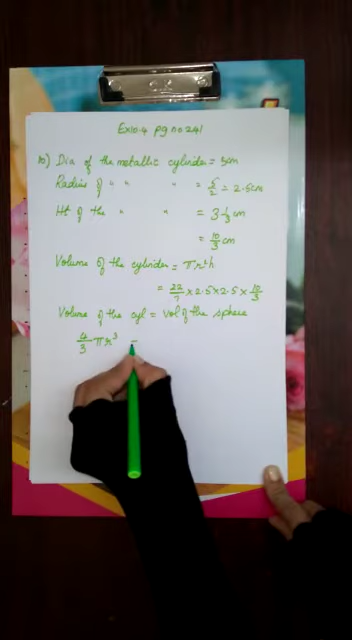 Ex10.4 pg no 241
10) Dia of the metallic cylinder = 5cm
Radius of " " " = 5/2 = 2.5cm
Ht of the " " = 3 1/3 cm
= 10/3 cm
Volume of the cylinder = πr²h
= 22/7 × 2.5 × 2.5 × 10/3
Volume of the cyl = Vol of the sphere
4/3 πr³ =